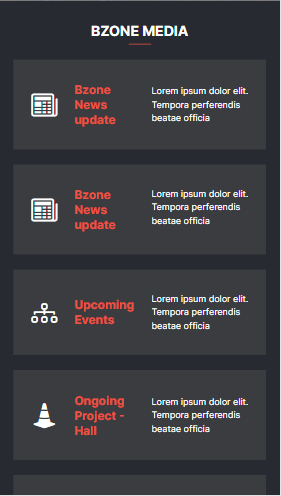 BZONE MEDIA
Bzone
News
update
Lorem ipsum dolor elit.
Tempora perferendis
beatae officia
Bzone
News
update
Lorem ipsum dolor elit.
Tempora perferendis
beatae officia
Upcoming
Events
Lorem ipsum dolor elit.
Tempora perferendis
beatae officia
Ongoing
Project -
Hall
Lorem ipsum dolor elit.
Tempora perferendis
beatae officia